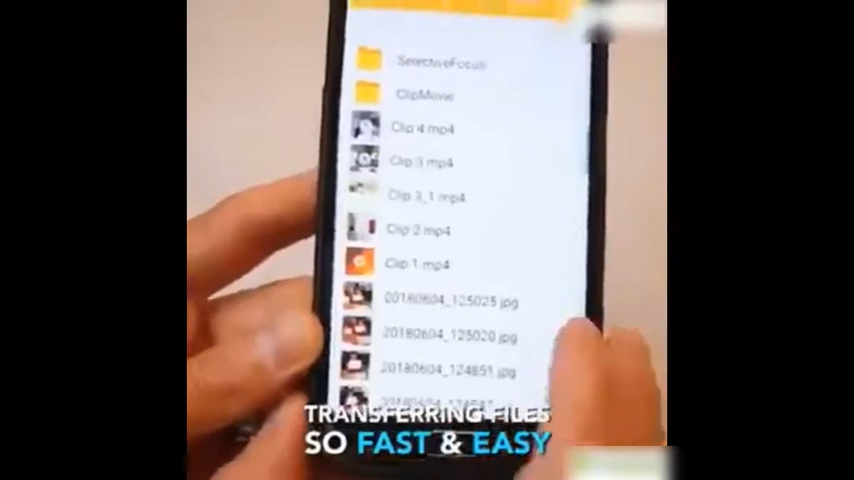 SelectiveFocus
ClipMovie
Clip 4.mp4
Clip 3.mp4
Clip 3_1.mp4
Clip 2.mp4
Clip 1.mp4
20180604_125025.jpg
20180604_125020.jpg
20180604_124851.jpg
TRANSFERRING FILES
SO FAST & EASY